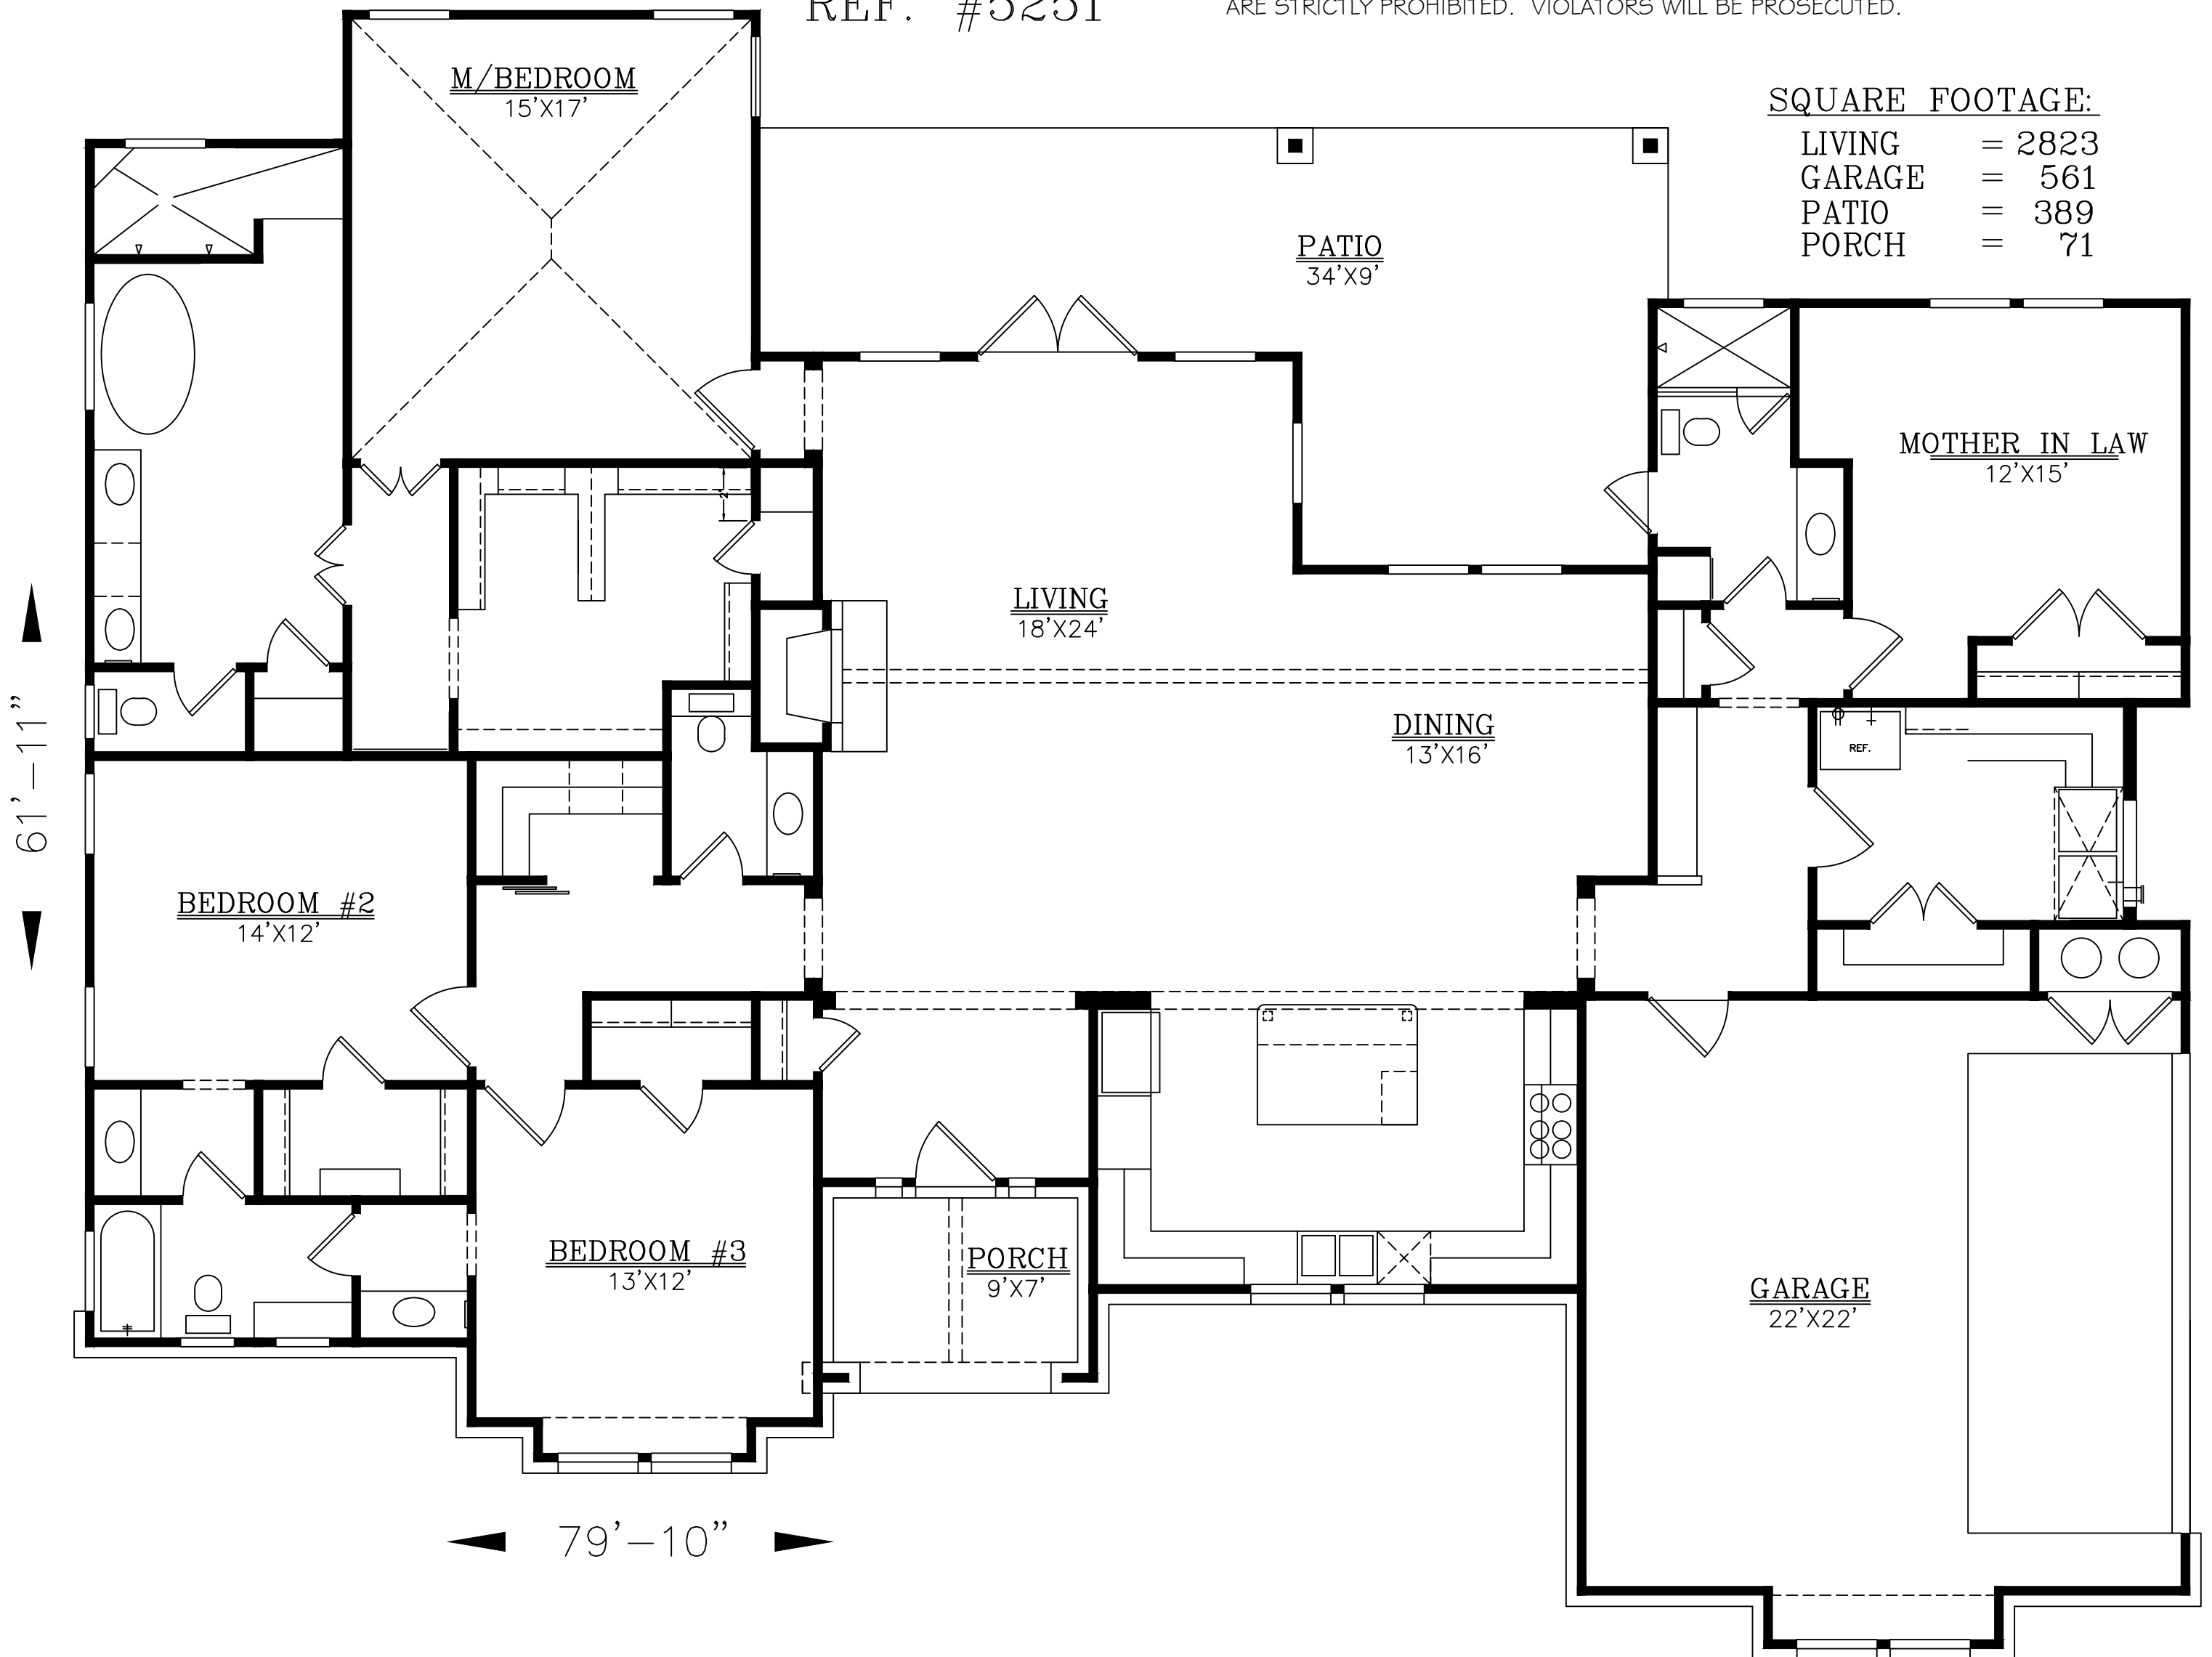 REF. #5251
ARE STRICTLY PROHIBITED. VIOLATORS WILL BE PROSECUTED.
M/BEDROOM
15'X17'
SQUARE FOOTAGE:
LIVING = 2823
GARAGE = 561
PATIO = 389
PORCH = 71
PATIO
34'X9'
MOTHER IN LAW
12'X15'
2'
LIVING
18'X24'
DINING
13'X16'
REF.
61'-11"
BEDROOM #2
14'X12'
BEDROOM #3
13'X12'
PORCH
9'X7'
GARAGE
22'X22'
79'-10"